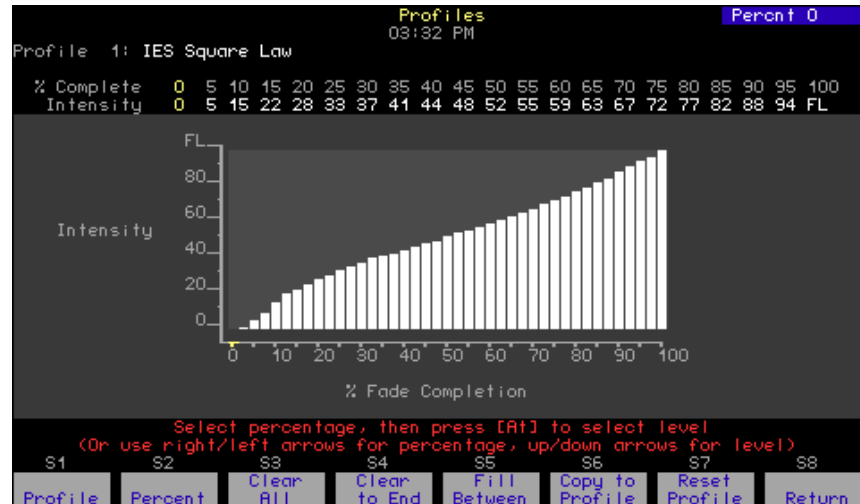 Profiles
Percnt 0
03:32 PM
Profile 1: IES Square Law
% Complete 0 5 10 15 20 25 30 35 40 45 50 55 60 65 70 75 80 85 90 95 100
Intensity 0 5 15 22 28 33 37 41 44 48 52 55 59 63 67 72 77 82 88 94 FL
FL
80
60
Intensity
40
20
0
0 10 20 30 40 50 60 70 80 90 100
% Fade Completion
Select percentage, then press [At] to select level
(Or use right/left arrows for percentage, up/down arrows for level)
S1 S2 S3 S4 S5 S6 S7 S8
Clear Clear Fill Copy to Reset
Profile Percent All to End Between Profile Profile Return